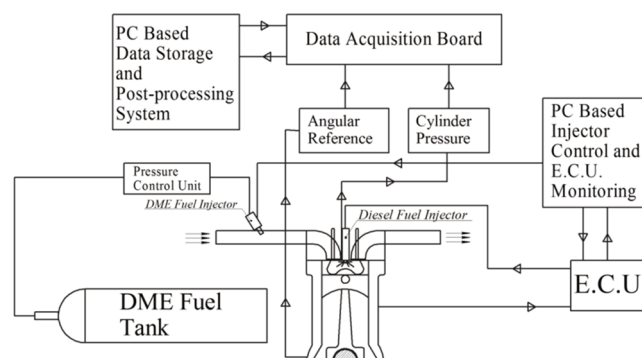 PC Based
Data Storage
and
Post-processing
System
Data Acquisition Board
Angular
Reference
Cylinder
Pressure
PC Based
Injector
Control and
E.C.U.
Monitoring
Pressure
Control Unit
DME Fuel Injector
Diesel Fuel Injector
E.C.U
DME Fuel
Tank